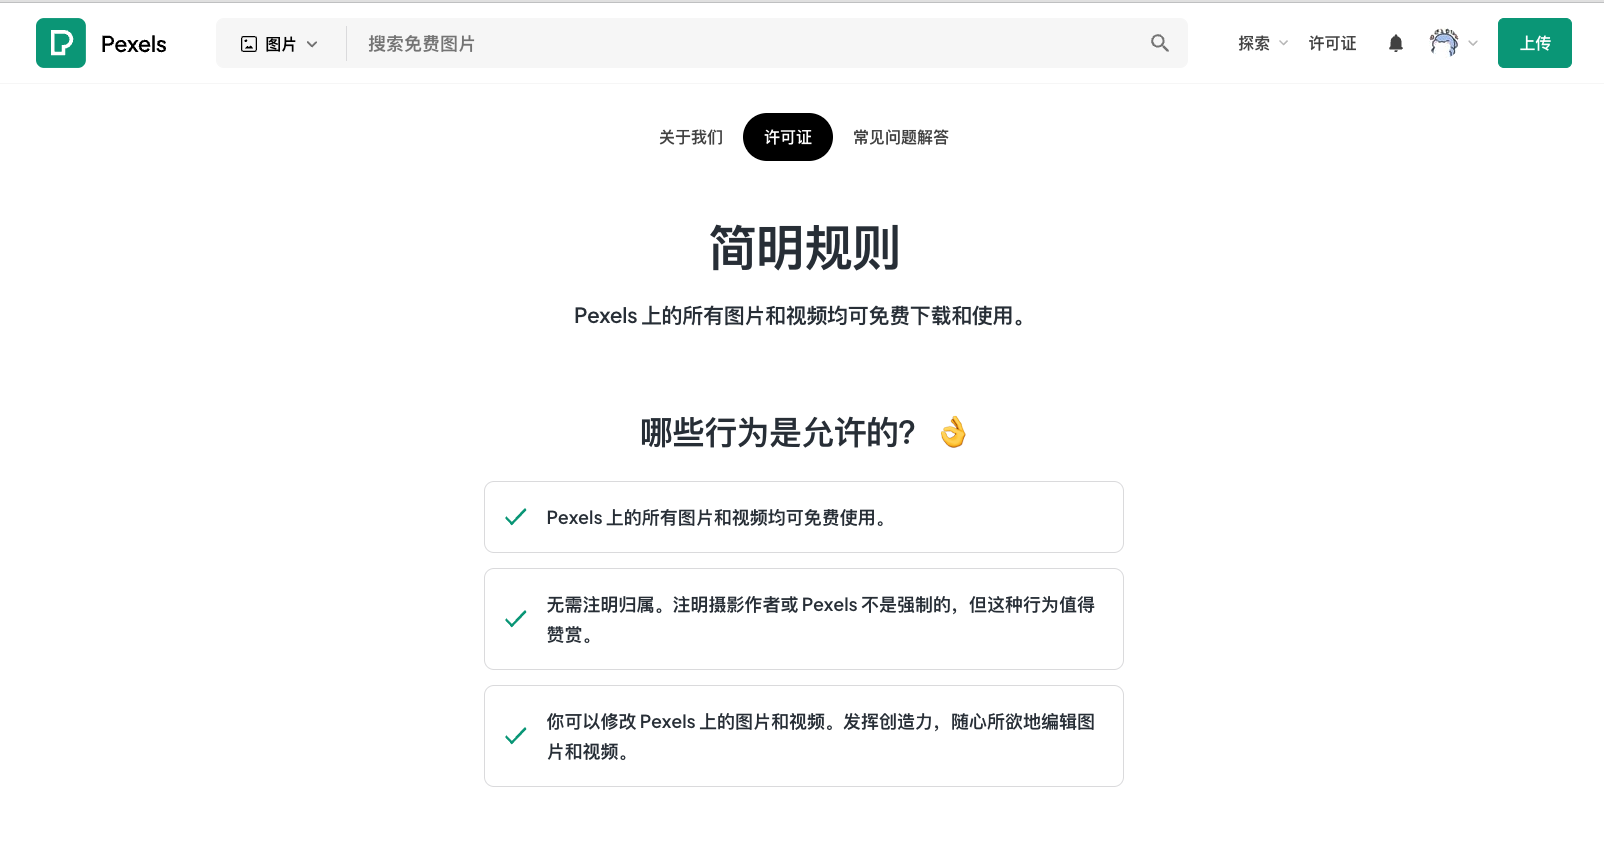 Pexels
图片
搜索免费图片
探索
许可证
上传
关于我们
许可证
常见问题解答
简明规则
Pexels 上的所有图片和视频均可免费下载和使用。
哪些行为是允许的？ 👌
Pexels 上的所有图片和视频均可免费使用。
无需注明归属。注明摄影作者或 Pexels 不是强制的，但这种行为值得
赞赏。
你可以修改 Pexels 上的图片和视频。发挥创造力，随心所欲地编辑图
片和视频。